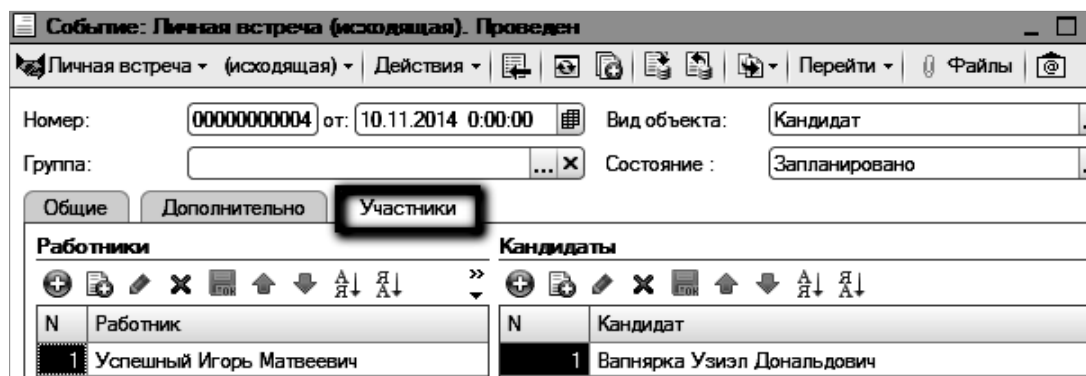 Событие: Личная встреча (исходящая). Проведен
Личная встреча (исходящая) Действия Перейти Файлы
Номер: 00000000004 от: 10.11.2014 0:00:00 Вид объекта: Кандидат
Группа: ... Состояние : Запланировано
Общие Дополнительно Участники
Работники Кандидаты
N Работник N Кандидат
1 Успешный Игорь Матвеевич 1 Вапнярка Узиэл Дональдович